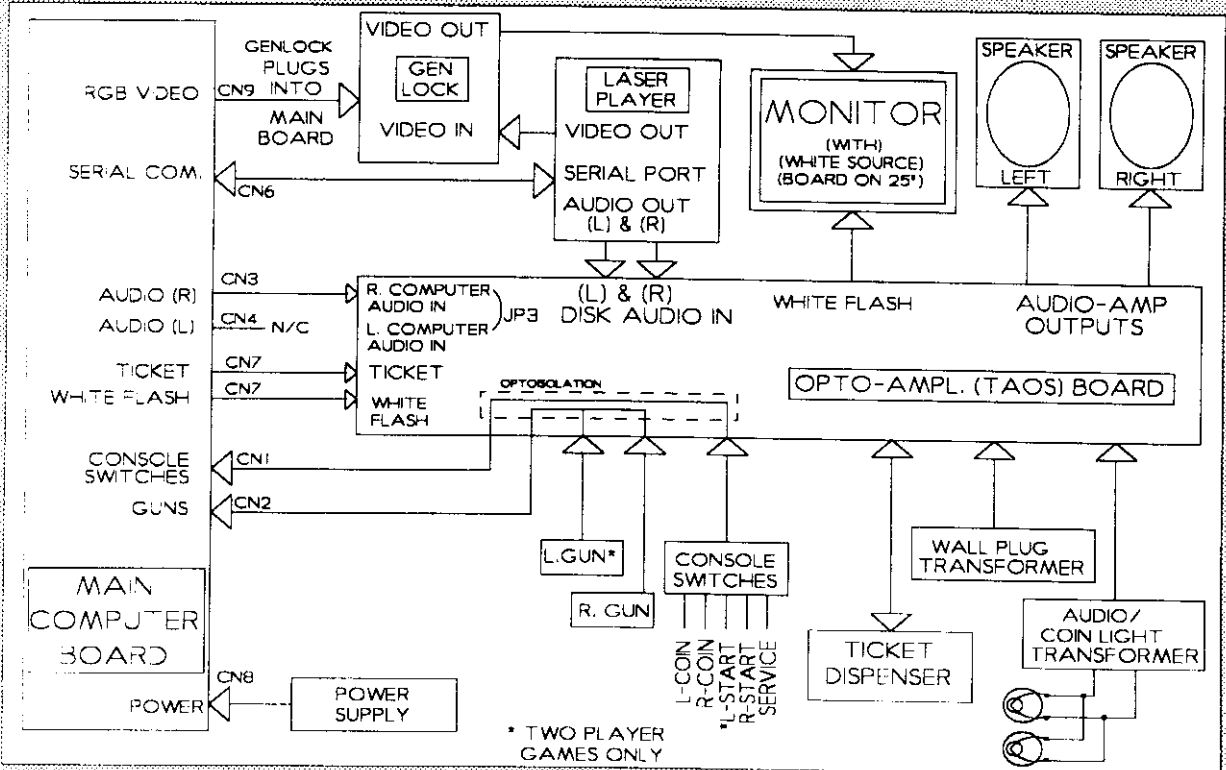 RGB VIDEO
CN9
GENLOCK
PLUGS
INTO
MAIN
BOARD
SERIAL COM.
CN6
VIDEO OUT
GEN
LOCK
VIDEO IN
LASER
PLAYER
VIDEO OUT
SERIAL PORT
AUDIO OUT
(L) & (R)
MONITOR
(WITH)
(WHITE SOURCE)
(BOARD ON 25")
SPEAKER
LEFT
SPEAKER
RIGHT
AUDIO (R)
CN3
AUDIO (L)
CN4
N/C
TICKET
CN7
WHITE FLASH
CN7
R. COMPUTER
AUDIO IN
L. COMPUTER
AUDIO IN
JP3
TICKET
WHITE
FLASH
(L) & (R)
DISK AUDIO IN
WHITE FLASH
AUDIO-AMP
OUTPUTS
OPTOISOLATION
OPTO-AMPL. (TAOS) BOARD
CONSOLE
SWITCHES
CN1
GUNS
CN2
L.GUN*
R. GUN
CONSOLE
SWITCHES
L-COIN
R-COIN
*L-START
R-START
SERVICE
WALL PLUG
TRANSFORMER
TICKET
DISPENSER
AUDIO/
COIN LIGHT
TRANSFORMER
MAIN
COMPUTER
BOARD
POWER
CN8
POWER
SUPPLY
* TWO PLAYER
GAMES ONLY